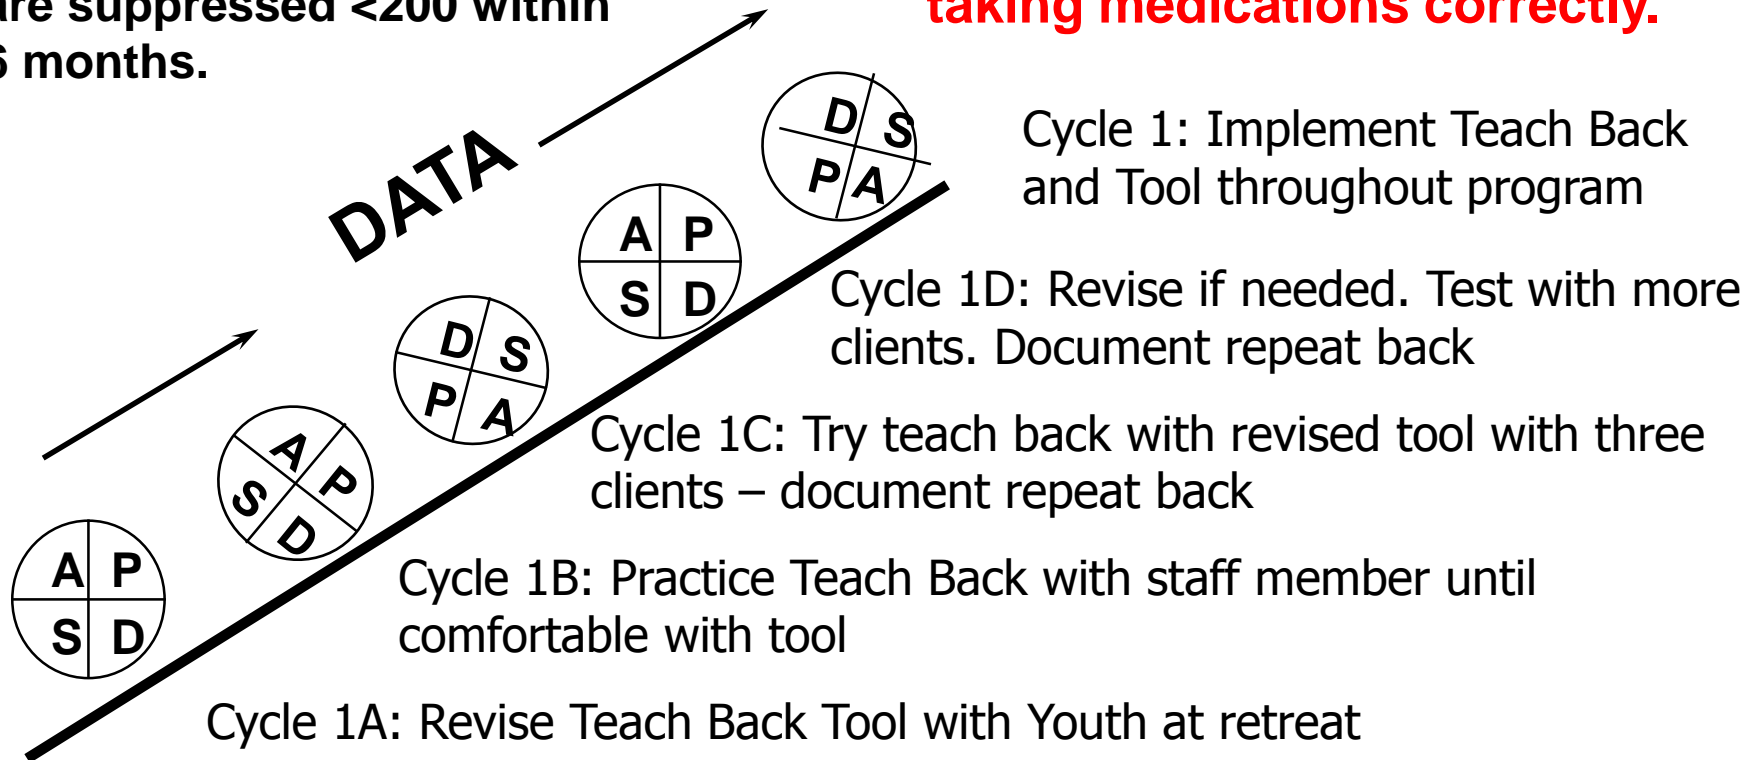 are suppressed <200 within
6 months.
taking medications correctly.
DATA
D S
P A
Cycle 1: Implement Teach Back
and Tool throughout program
A P
S D
Cycle 1D: Revise if needed. Test with more
clients. Document repeat back
D S
P A
Cycle 1C: Try teach back with revised tool with three
clients – document repeat back
A P
S D
Cycle 1B: Practice Teach Back with staff member until
comfortable with tool
A P
S D
Cycle 1A: Revise Teach Back Tool with Youth at retreat